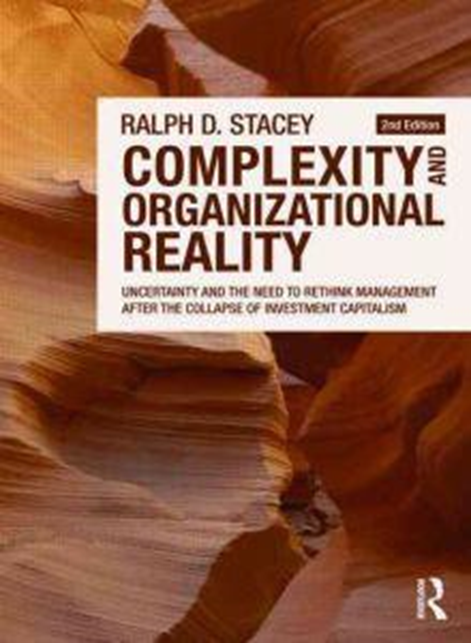 RALPH D. STACEY
2nd Edition
COMPLEXITY AND
ORGANIZATIONAL
REALITY
UNCERTAINTY AND THE NEED TO RETHINK MANAGEMENT
AFTER THE COLLAPSE OF INVESTMENT CAPITALISM
ROUTLEDGE